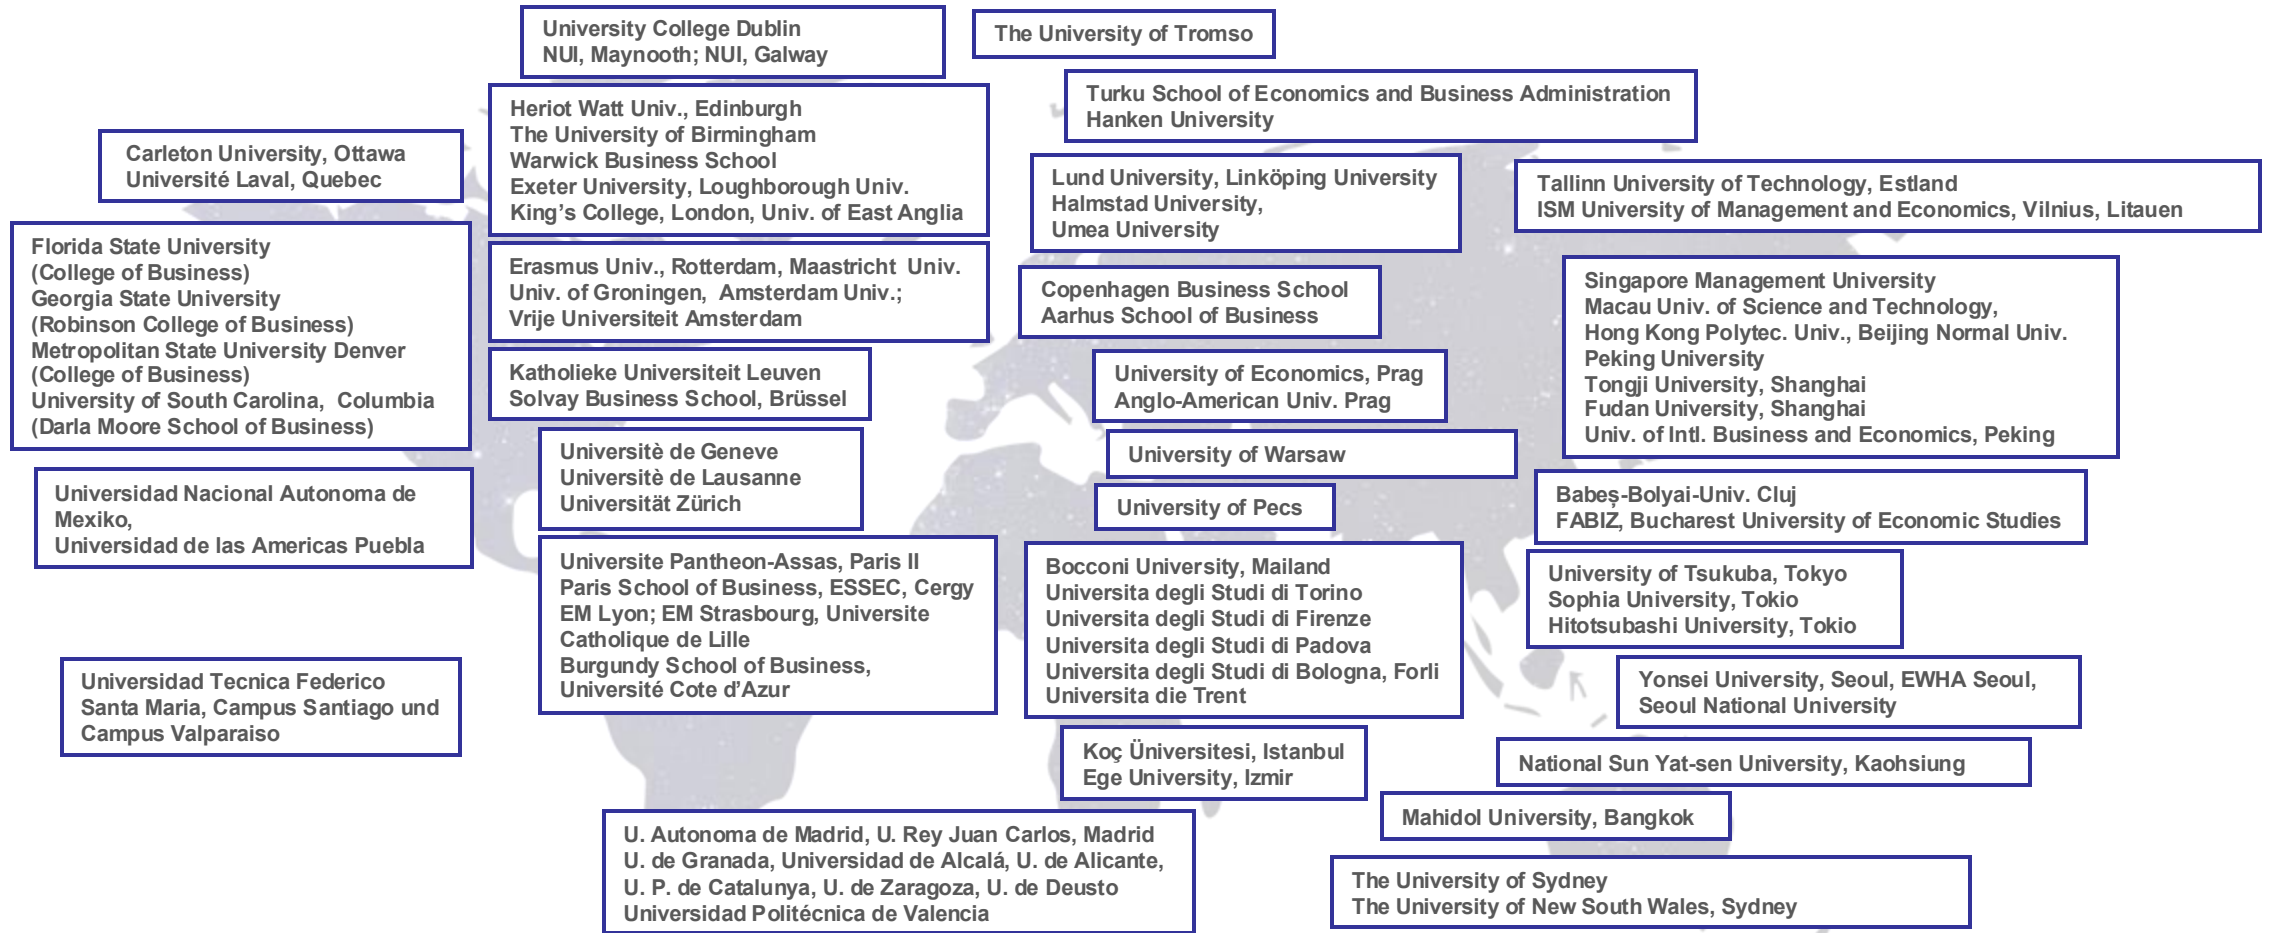 University College Dublin
NUI, Maynooth; NUI, Galway
The University of Tromso
Heriot Watt Univ., Edinburgh
The University of Birmingham
Warwick Business School
Exeter University, Loughborough Univ.
King's College, London, Univ. of East Anglia
Turku School of Economics and Business Administration
Hanken University
Carleton University, Ottawa
Université Laval, Quebec
Lund University, Linköping University
Halmstad University,
Umea University
Tallinn University of Technology, Estland
ISM University of Management and Economics, Vilnius, Litauen
Florida State University
(College of Business)
Georgia State University
(Robinson College of Business)
Metropolitan State University Denver
(College of Business)
University of South Carolina,  Columbia
(Darla Moore School of Business)
Erasmus Univ., Rotterdam, Maastricht  Univ.
Univ. of Groningen,  Amsterdam Univ.;
Vrije Universiteit Amsterdam
Copenhagen Business School
Aarhus School of Business
Singapore Management University
Macau Univ. of Science and Technology,
Hong Kong Polytec. Univ., Beijing Normal Univ.
Peking University
Tongji University, Shanghai
Fudan University, Shanghai
Univ. of Intl. Business and Economics, Peking
Katholieke Universiteit Leuven
Solvay Business School, Brüssel
University of Economics, Prag
Anglo-American Univ. Prag
Universitè de Geneve
Universitè de Lausanne
Universität Zürich
University of Warsaw
Universidad Nacional Autonoma de
Mexiko,
Universidad de las Americas Puebla
University of Pecs
Babeș-Bolyai-Univ. Cluj
FABIZ, Bucharest University of Economic Studies
Universite Pantheon-Assas, Paris II
Paris School of Business, ESSEC, Cergy
EM Lyon; EM Strasbourg, Universite
Catholique de Lille
Burgundy School of Business,
Université Cote d'Azur
Bocconi University, Mailand
Universita degli Studi di Torino
Universita degli Studi di Firenze
Universita degli Studi di Padova
Universita degli Studi di Bologna, Forli
Universita die Trent
University of Tsukuba, Tokyo
Sophia University, Tokio
Hitotsubashi University, Tokio
Universidad Tecnica Federico
Santa Maria, Campus Santiago und
Campus Valparaiso
Yonsei University, Seoul, EWHA Seoul,
Seoul National University
Koç Üniversitesi, Istanbul
Ege University, Izmir
National Sun Yat-sen University, Kaohsiung
Mahidol University, Bangkok
U. Autonoma de Madrid, U. Rey Juan Carlos, Madrid
U. de Granada, Universidad de Alcalá, U. de Alicante,
U. P. de Catalunya, U. de Zaragoza, U. de Deusto
Universidad Politécnica de Valencia
The University of Sydney
The University of New South Wales, Sydney